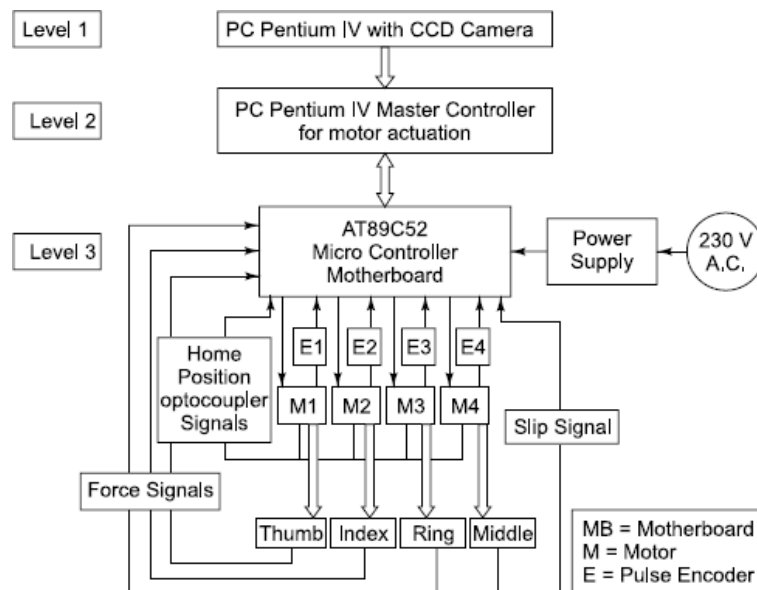 Level 1
PC Pentium IV with CCD Camera
Level 2
PC Pentium IV Master Controller
for motor actuation
Level 3
AT89C52
Micro Controller
Motherboard
Power
Supply
230 V
A.C.
Home
Position
optocoupler
Signals
E1
E2
E3
E4
M1
M2
M3
M4
Slip Signal
Force Signals
Thumb
Index
Ring
Middle
MB = Motherboard
M = Motor
E = Pulse Encoder